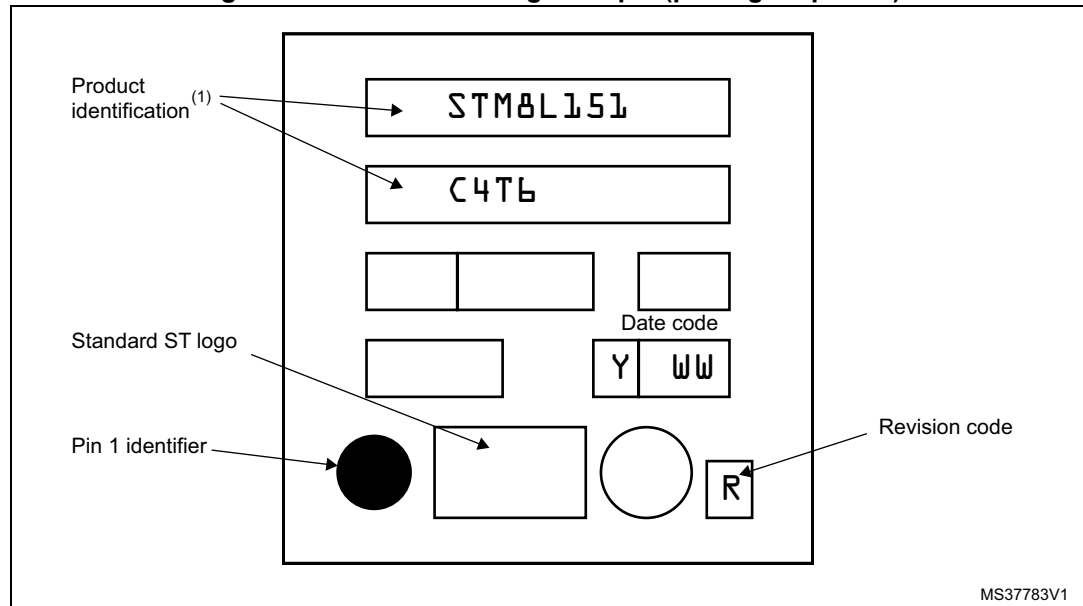 Product
identification (1)
STM8L151
C4T6
Date code
Standard ST logo
Y WW
Pin 1 identifier
Revision code
R
MS37783V1